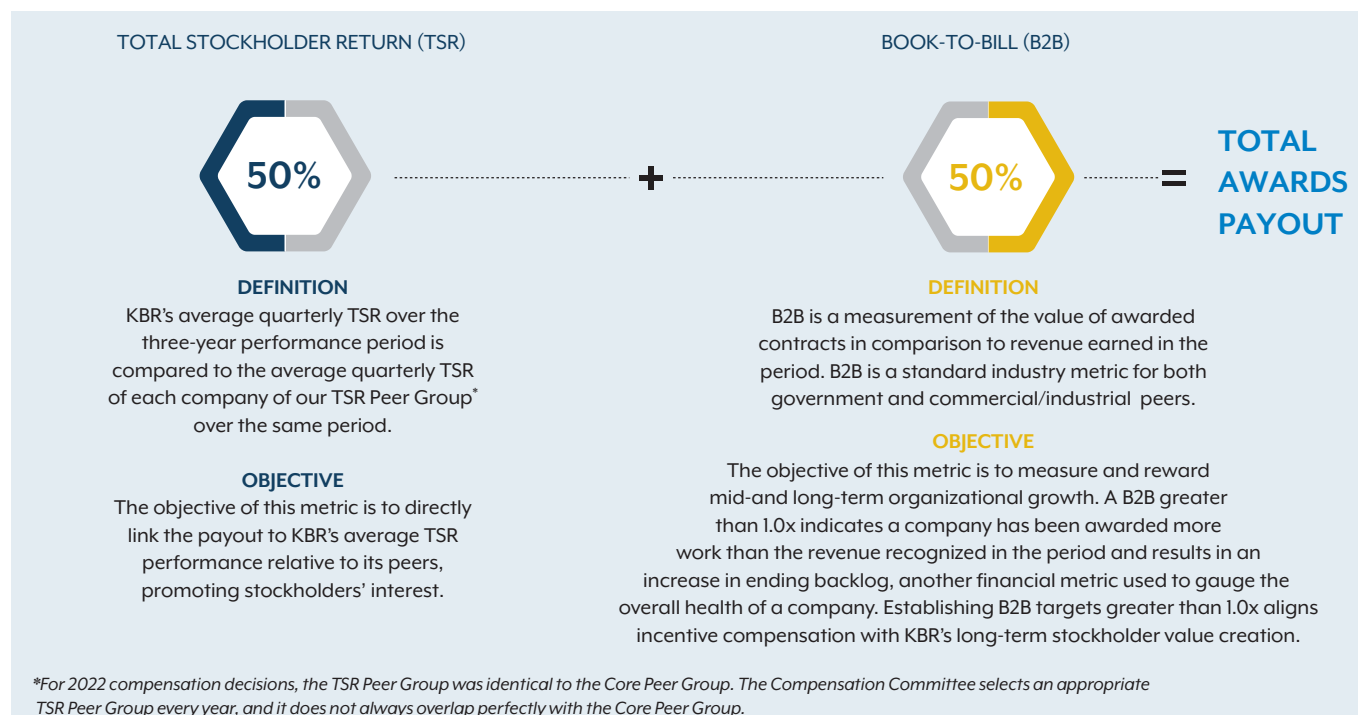 TOTAL STOCKHOLDER RETURN (TSR)
50%
DEFINITION
KBR’s average quarterly TSR over the
three-year performance period is
compared to the average quarterly TSR
of each company of our TSR Peer Group*
over the same period.
OBJECTIVE
The objective of this metric is to directly
link the payout to KBR’s average TSR
performance relative to its peers,
promoting stockholders’ interest.
+
BOOK-TO-BILL (B2B)
50%
DEFINITION
B2B is a measurement of the value of awarded
contracts in comparison to revenue earned in the
period. B2B is a standard industry metric for both
government and commercial/industrial peers.
OBJECTIVE
The objective of this metric is to measure and reward
mid-and long-term organizational growth. A B2B greater
than 1.0x indicates a company has been awarded more
work than the revenue recognized in the period and results in an
increase in ending backlog, another financial metric used to gauge the
overall health of a company. Establishing B2B targets greater than 1.0x aligns
incentive compensation with KBR’s long-term stockholder value creation.
=
TOTAL
AWARDS
PAYOUT
*For 2022 compensation decisions, the TSR Peer Group was identical to the Core Peer Group. The Compensation Committee selects an appropriate
TSR Peer Group every year, and it does not always overlap perfectly with the Core Peer Group.